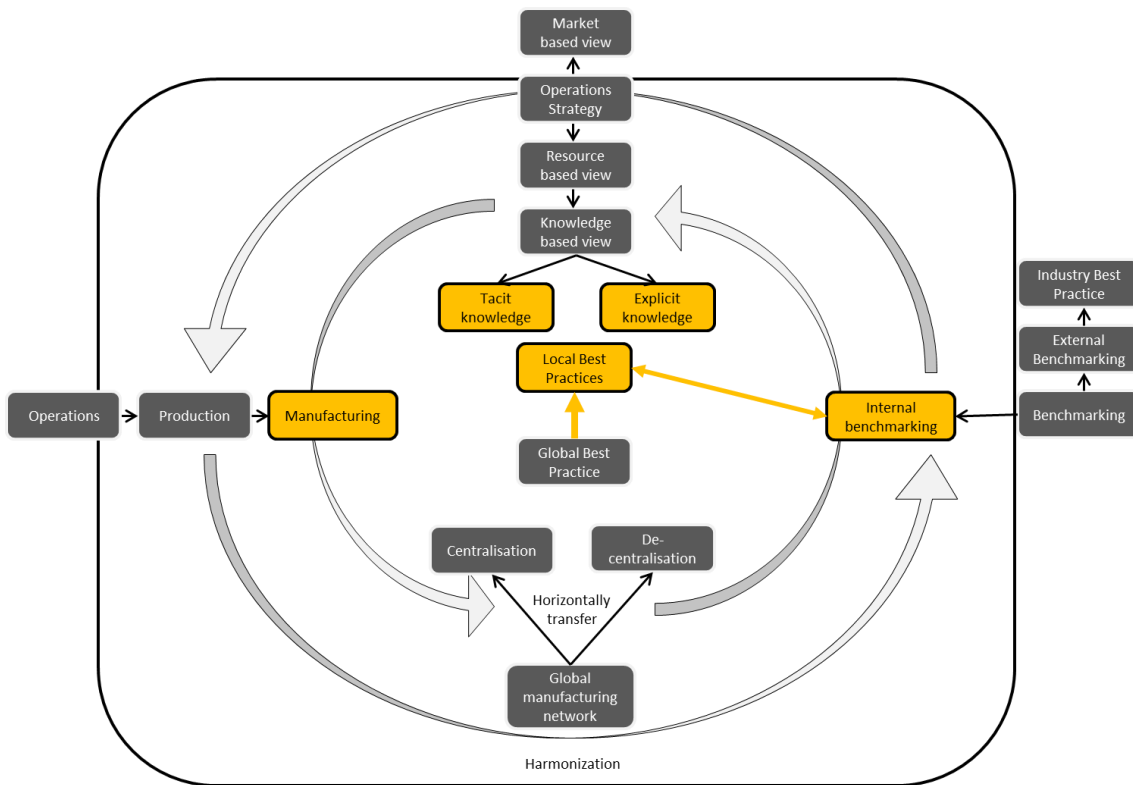 Market
based view
Operations
Strategy
Resource
based view
Knowledge
based view
Tacit
knowledge
Explicit
knowledge
Industry Best
Practice
External
Benchmarking
Local Best
Practices
Operations
Production
Manufacturing
Internal
benchmarking
Benchmarking
Global Best
Practice
Centralisation
De-
centralisation
Horizontally
transfer
Global
manufacturing
network
Harmonization